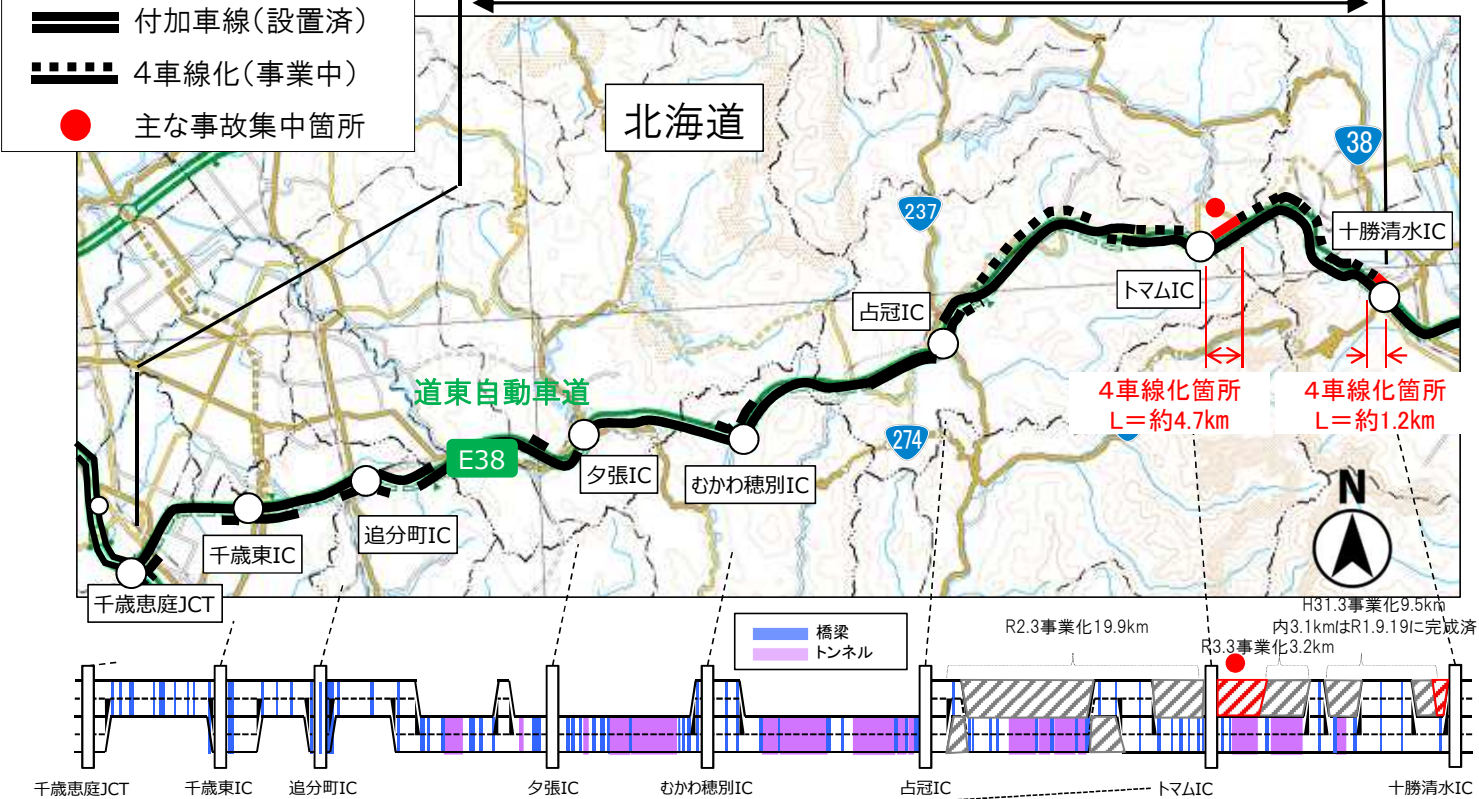 付加車線(設置済)
4車線化(事業中)
主な事故集中箇所
北海道
38
237
十勝清水IC
トマムIC
占冠IC
4車線化箇所
L=約4.7km
4車線化箇所
L=約1.2km
道東自動車道
E38
274
夕張IC
むかわ穂別IC
追分町IC
千歳東IC
千歳恵庭JCT
N
橋梁
トンネル
R2.3事業化19.9km
H31.3事業化9.5km
内3.1kmはR1.9.19に完成済
R3.3事業化3.2km
千歳恵庭JCT
千歳東IC
追分町IC
夕張IC
むかわ穂別IC
占冠IC
トマムIC
十勝清水IC